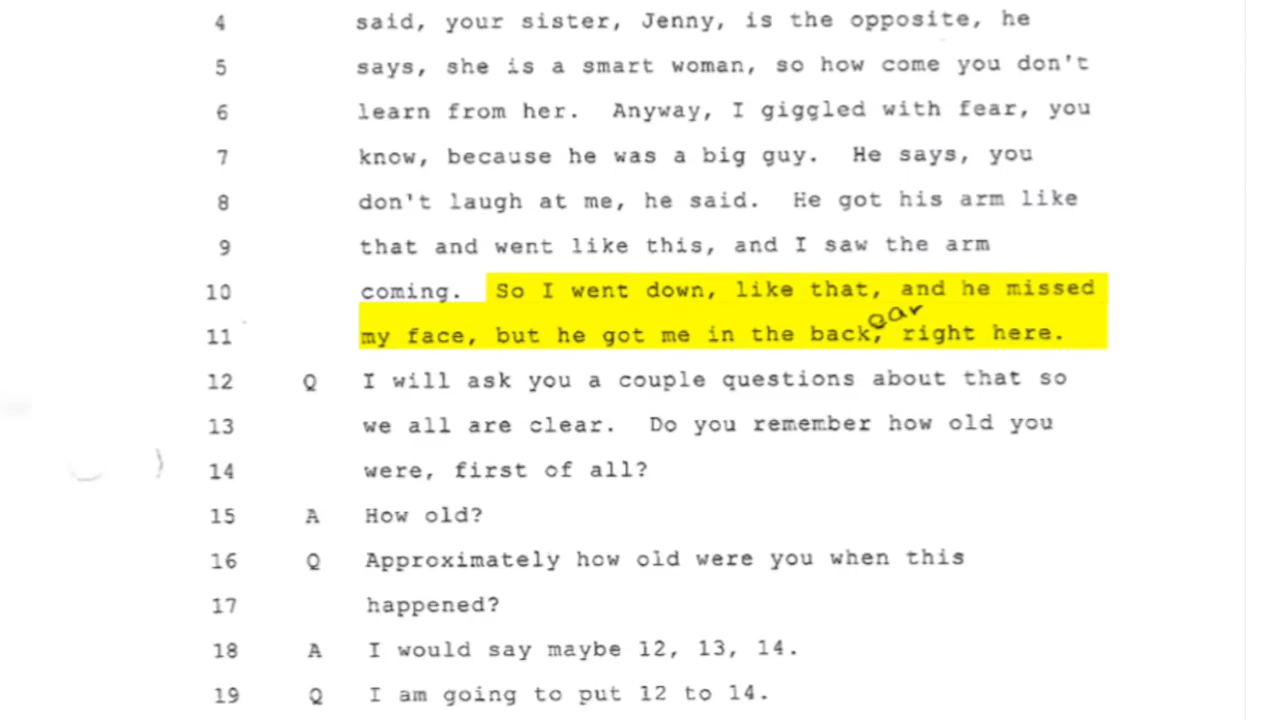 4 said, your sister, Jenny, is the opposite, he
5 says, she is a smart woman, so how come you don't
6 learn from her. Anyway, I giggled with fear, you
7 know, because he was a big guy. He says, you
8 don't laugh at me, he said. He got his arm like
9 that and went like this, and I saw the arm
10 coming. So I went down, like that, and he missed
ear
11 my face, but he got me in the back, right here.
12 Q I will ask you a couple questions about that so
13 we all are clear. Do you remember how old you
14 were, first of all?
15 A How old?
16 Q Approximately how old were you when this
17 happened?
18 A I would say maybe 12, 13, 14.
19 Q I am going to put 12 to 14.